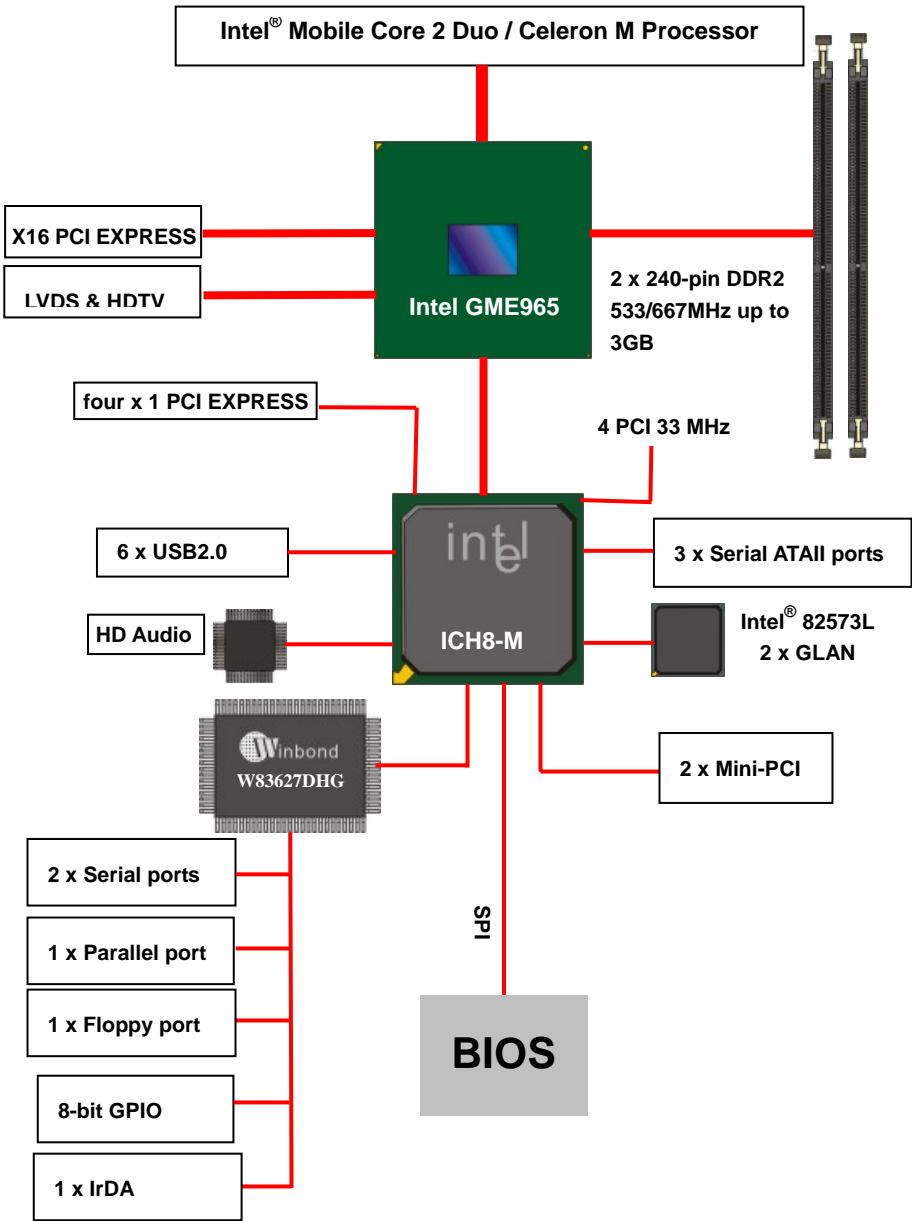 Intel® Mobile Core 2 Duo / Celeron M Processor
X16 PCI EXPRESS
LVDS & HDTV
Intel GME965
2 x 240-pin DDR2
533/667MHz up to
3GB
four x 1 PCI EXPRESS
4 PCI 33 MHz
6 x USB2.0
intel
3 x Serial ATAII ports
HD Audio
ICH8-M
Intel® 82573L
2 x GLAN
Winbond
W83627DHG
2 x Mini-PCI
2 x Serial ports
SPI
1 x Parallel port
1 x Floppy port
BIOS
8-bit GPIO
1 x IrDA